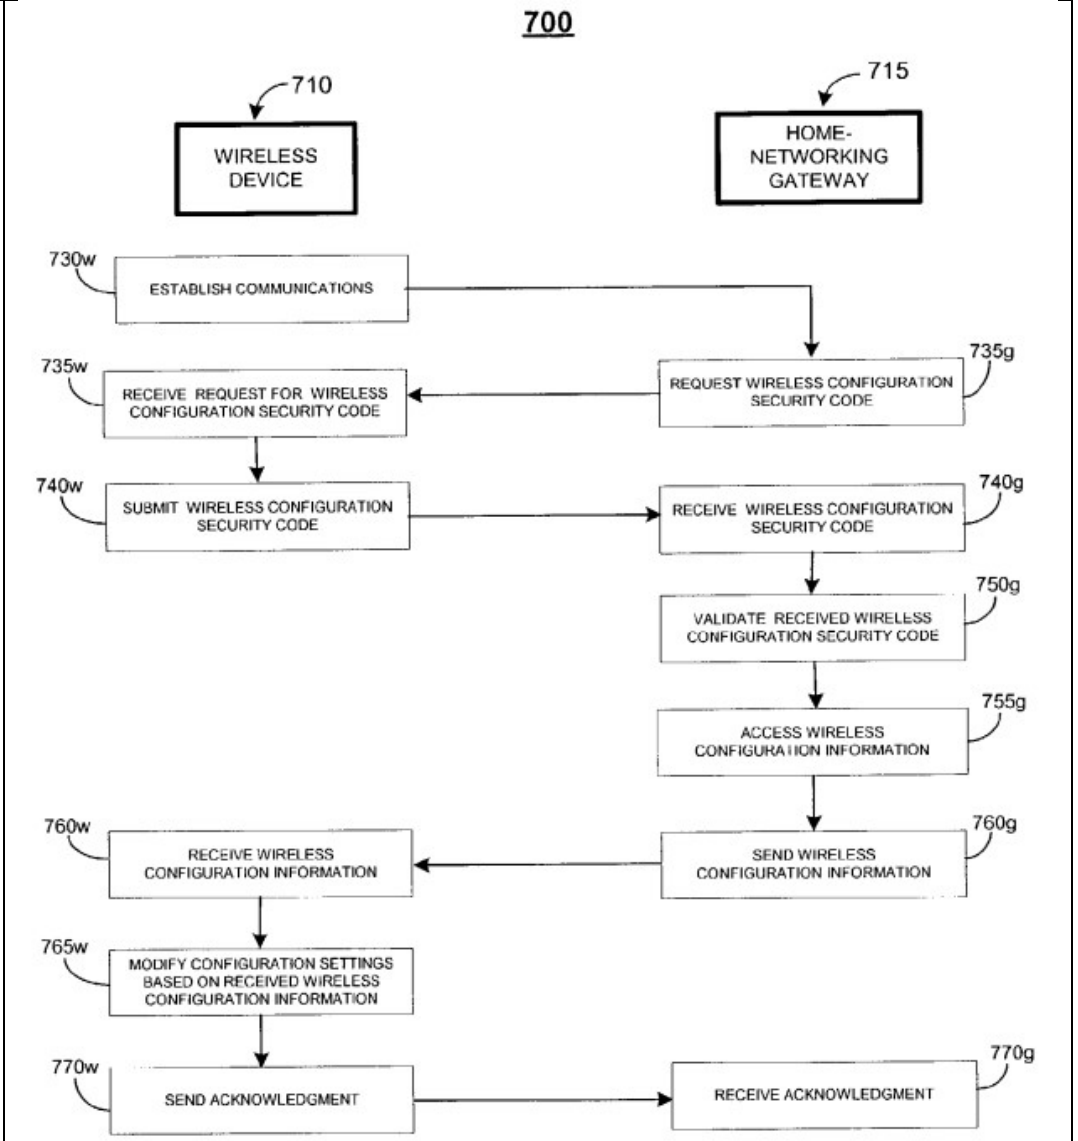 700
710
715
WIRELESS
DEVICE
HOME-
NETWORKING
GATEWAY
730w
ESTABLISH COMMUNICATIONS
735w
735g
RECEIVE REQUEST FOR WIRELESS
CONFIGURATION SECURITY CODE
REQUEST WIRELESS CONFIGURATION
SECURITY CODE
740w
740g
SUBMIT WIRELESS CONFIGURATION
SECURITY CODE
RECEIVE WIRELESS CONFIGURATION
SECURITY CODE
750g
VALIDATE RECEIVED WIRELESS
CONFIGURATION SECURITY CODE
755g
ACCESS WIRELESS
CONFIGURATION INFORMATION
760w
760g
RECEIVE WIRELESS
CONFIGURATION INFORMATION
SEND WIRELESS
CONFIGURATION INFORMATION
765w
MODIFY CONFIGURATION SETTINGS
BASED ON RECEIVED WIRELESS
CONFIGURATION INFORMATION
770w
770g
SEND ACKNOWLEDGMENT
RECEIVE ACKNOWLEDGMENT